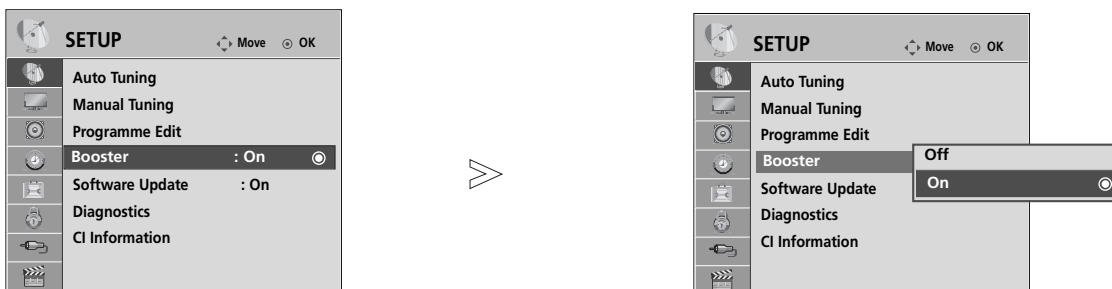 SETUP Move OK
Auto Tuning
Manual Tuning
Programme Edit
Booster : On
Software Update : On
Diagnostics
CI Information
SETUP Move OK
Auto Tuning
Manual Tuning
Programme Edit
Booster
Off
On
Software Update
Diagnostics
CI Information